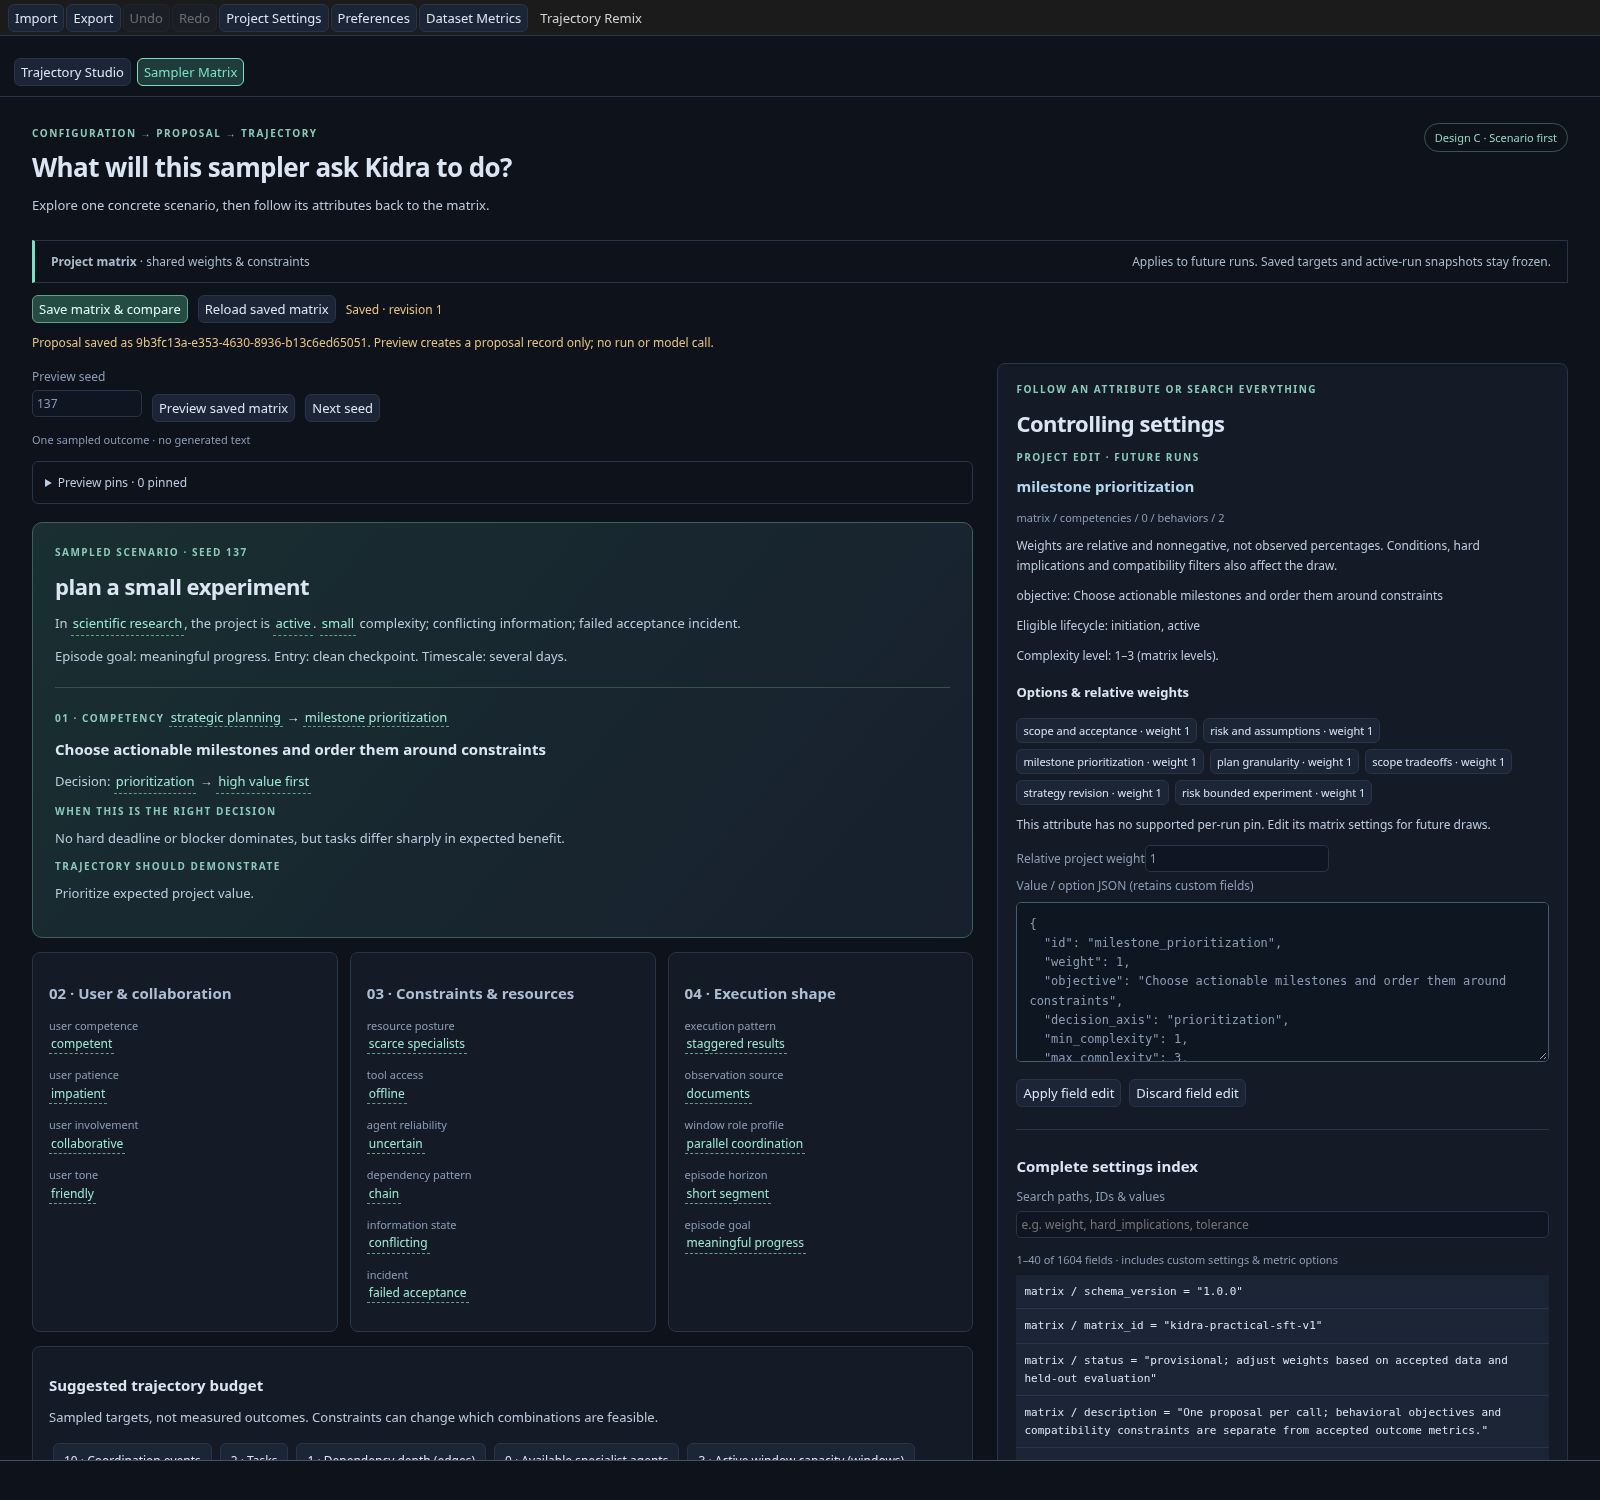 Import Export Undo Redo Project Settings Preferences Dataset Metrics Trajectory Remix
Trajectory Studio Sampler Matrix
CONFIGURATION → PROPOSAL → TRAJECTORY
Design C · Scenario first
What will this sampler ask Kidra to do?
Explore one concrete scenario, then follow its attributes back to the matrix.
Project matrix · shared weights & constraints
Applies to future runs. Saved targets and active-run snapshots stay frozen.
Save matrix & compare Reload saved matrix Saved · revision 1
Proposal saved as 9b3fc13a-e353-4630-8936-b13c6ed65051. Preview creates a proposal record only; no run or model call.
Preview seed
137 Preview saved matrix Next seed
One sampled outcome · no generated text
▶ Preview pins · 0 pinned
SAMPLED SCENARIO · SEED 137
plan a small experiment
In scientific research, the project is active. small complexity; conflicting information; failed acceptance incident.
Episode goal: meaningful progress. Entry: clean checkpoint. Timescale: several days.
01 · COMPETENCY strategic planning → milestone prioritization
Choose actionable milestones and order them around constraints
Decision: prioritization → high value first
WHEN THIS IS THE RIGHT DECISION
No hard deadline or blocker dominates, but tasks differ sharply in expected benefit.
TRAJECTORY SHOULD DEMONSTRATE
Prioritize expected project value.
02 · User & collaboration
user competence
competent
user patience
impatient
user involvement
collaborative
user tone
friendly
03 · Constraints & resources
resource posture
scarce specialists
tool access
offline
agent reliability
uncertain
dependency pattern
chain
information state
conflicting
incident
failed acceptance
04 · Execution shape
execution pattern
staggered results
observation source
documents
window role profile
parallel coordination
episode horizon
short segment
episode goal
meaningful progress
Suggested trajectory budget
Sampled targets, not measured outcomes. Constraints can change which combinations are feasible.
10 · Coordination events 2 · Tasks 1 · Dependency depth (edges) 0 · Available specialist agents 2 · Active window capacity (windows)
FOLLOW AN ATTRIBUTE OR SEARCH EVERYTHING
Controlling settings
PROJECT EDIT · FUTURE RUNS
milestone prioritization
matrix / competencies / 0 / behaviors / 2
Weights are relative and nonnegative, not observed percentages. Conditions, hard
implications and compatibility filters also affect the draw.
objective: Choose actionable milestones and order them around constraints
Eligible lifecycle: initiation, active
Complexity level: 1–3 (matrix levels).
Options & relative weights
scope and acceptance · weight 1 risk and assumptions · weight 1
milestone prioritization · weight 1 plan granularity · weight 1 scope tradeoffs · weight 1
strategy revision · weight 1 risk bounded experiment · weight 1
This attribute has no supported per-run pin. Edit its matrix settings for future draws.
Relative project weight 1
Value / option JSON (retains custom fields)
{
"id": "milestone_prioritization",
"weight": 1,
"objective": "Choose actionable milestones and order them around
constraints",
"decision_axis": "prioritization",
"min_complexity": 1,
"max_complexity": 3,
Apply field edit Discard field edit
Complete settings index
Search paths, IDs & values
e.g. weight, hard_implications, tolerance
1–40 of 1604 fields · includes custom settings & metric options
matrix / schema_version = "1.0.0"
matrix / matrix_id = "kidra-practical-sft-v1"
matrix / status = "provisional; adjust weights based on accepted data and
held-out evaluation"
matrix / description = "One proposal per call; behavioral objectives and
compatibility constraints are separate from accepted outcome metrics."